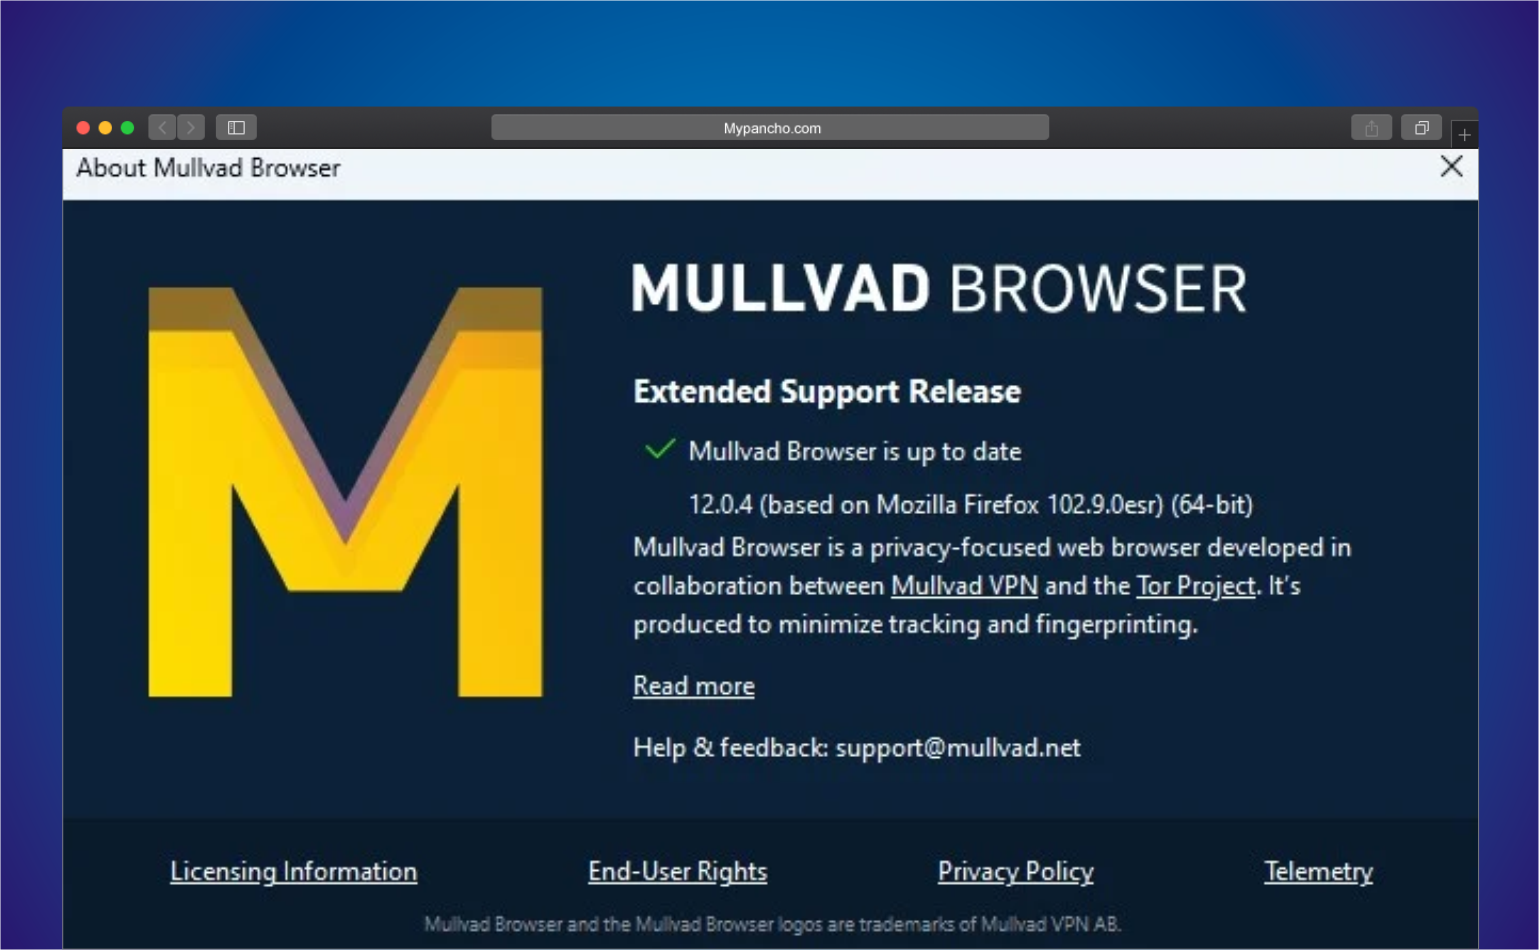 Mypancho.com
About Mullvad Browser
MULLVAD BROWSER
Extended Support Release
Mullvad Browser is up to date
12.0.4 (based on Mozilla Firefox 102.9.0esr) (64-bit)
Mullvad Browser is a privacy-focused web browser developed in
collaboration between Mullvad VPN and the Tor Project. It's
produced to minimize tracking and fingerprinting.
Read more
Help & feedback: support@mullvad.net
Licensing Information End-User Rights Privacy Policy Telemetry
Mullvad Browser and the Mullvad Browser logos are trademarks of Mullvad VPN AB.